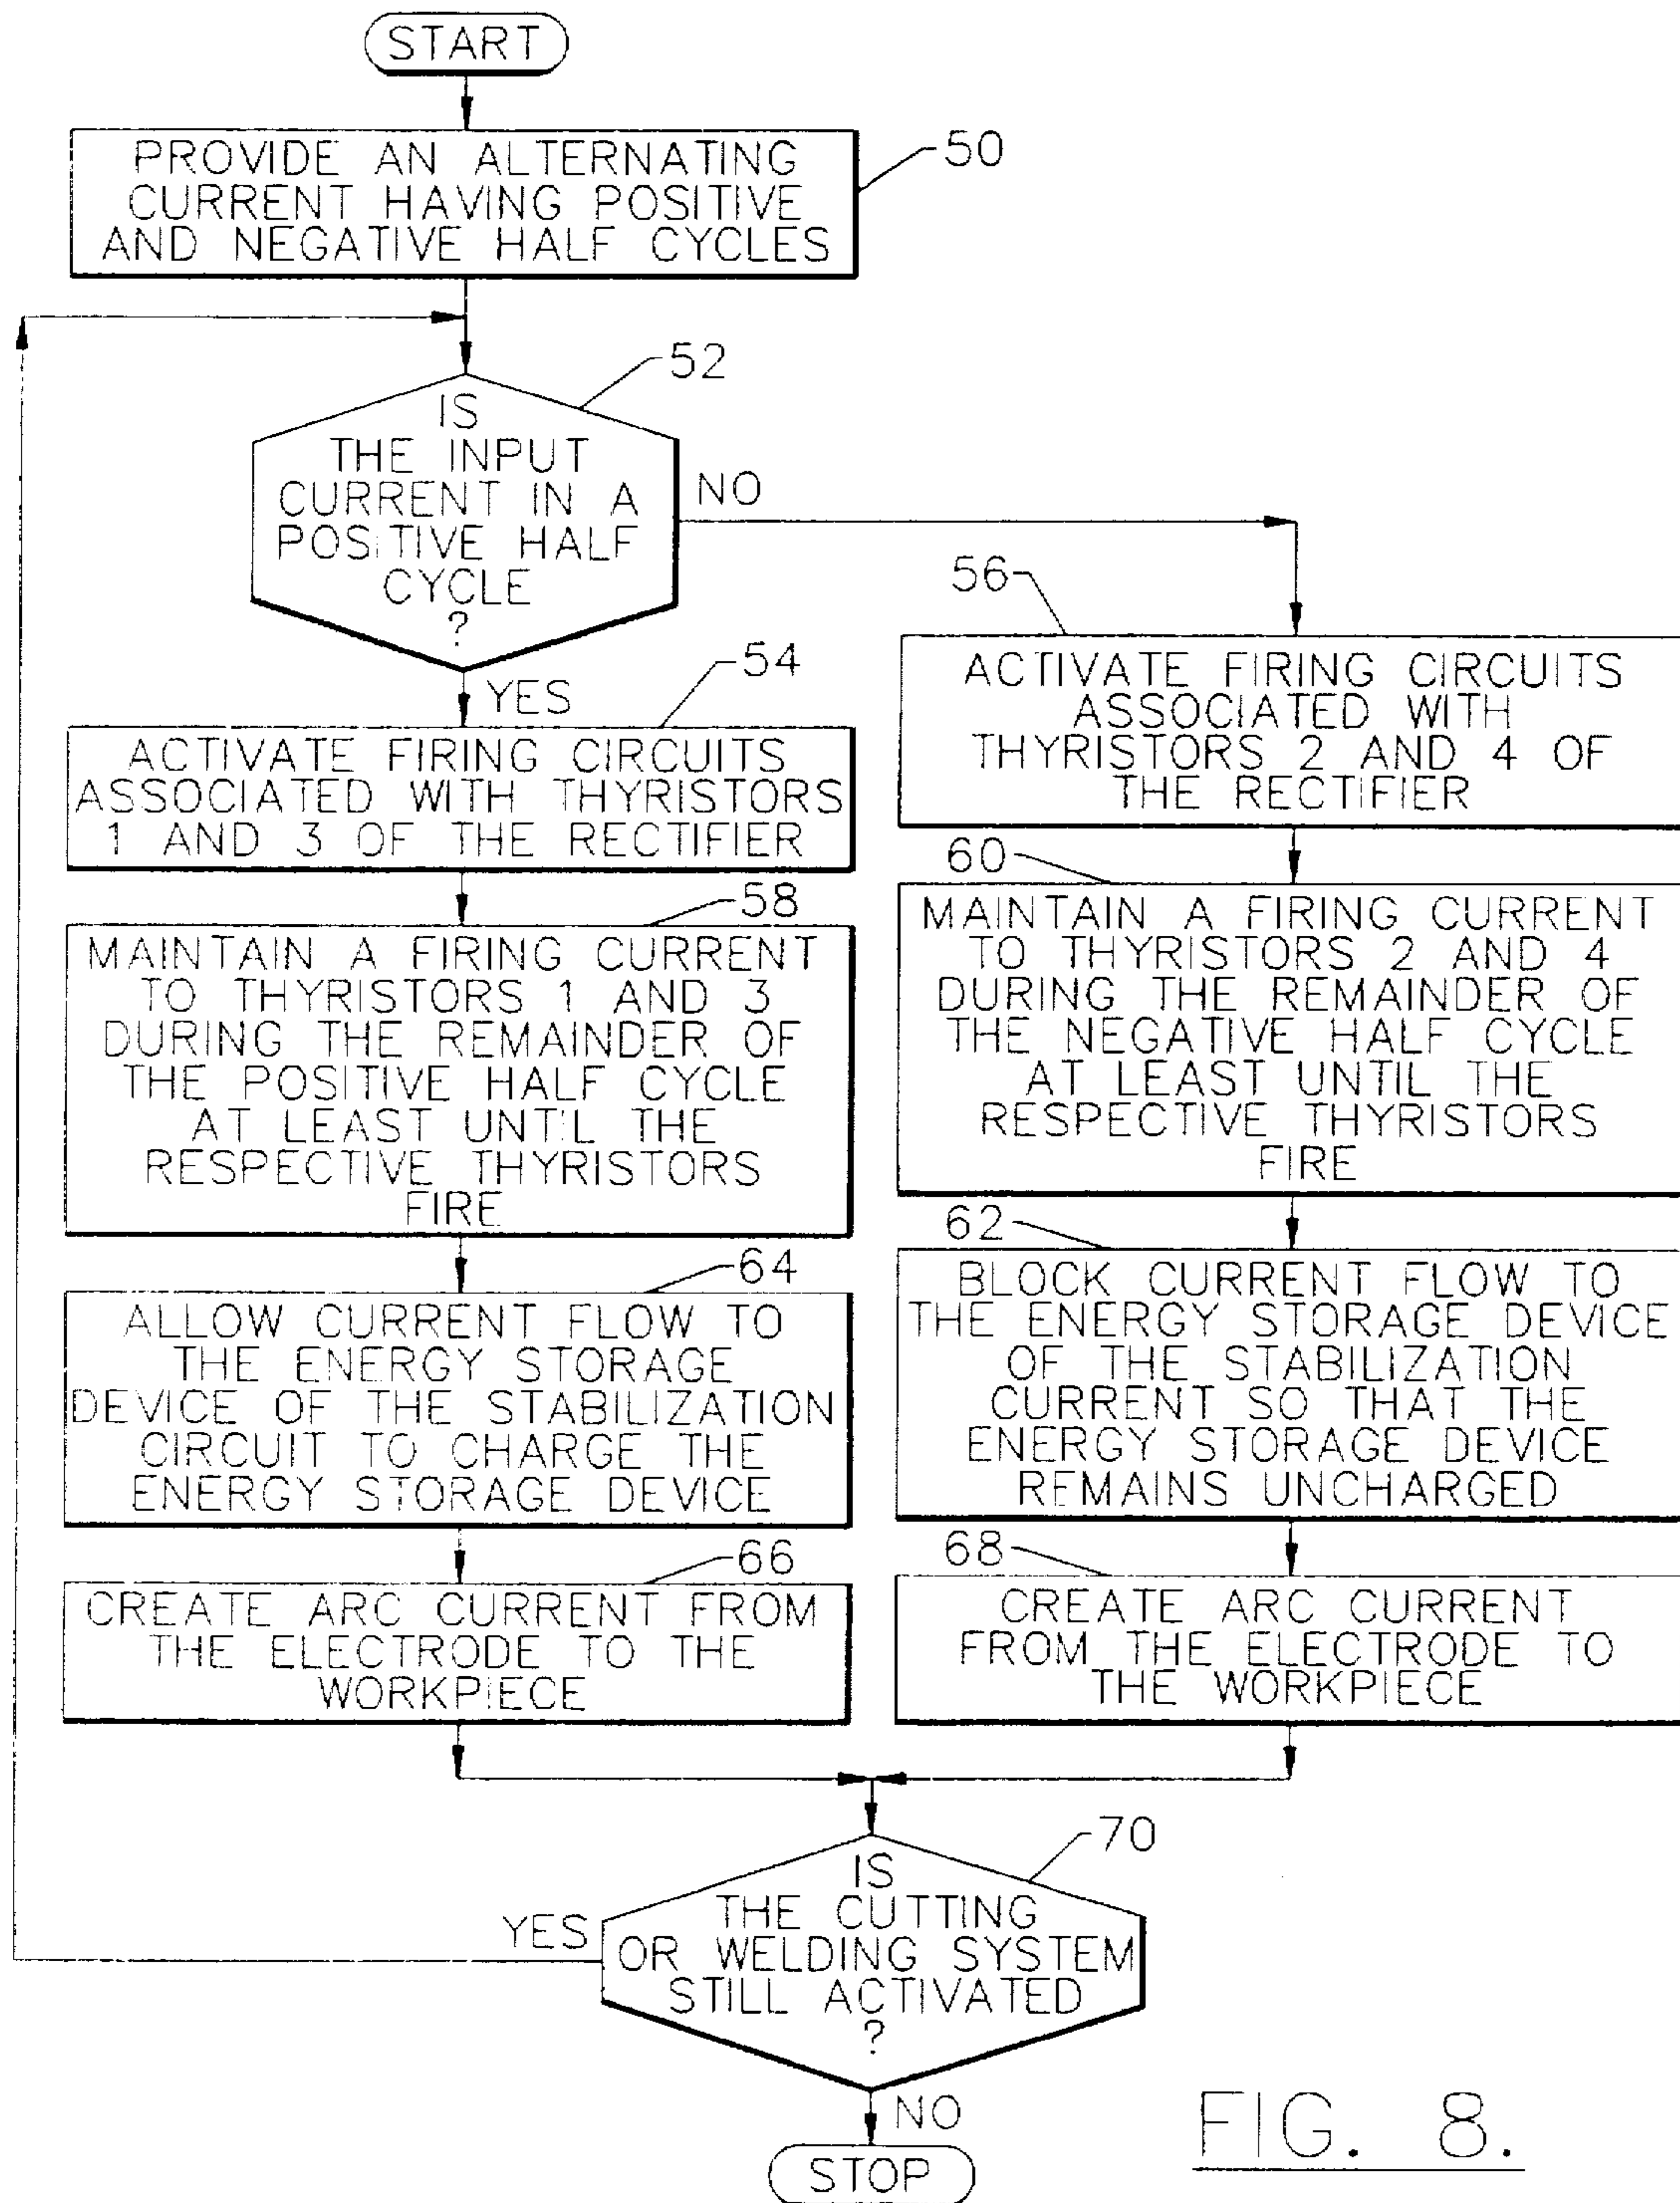 START
PROVIDE AN ALTERNATING
CURRENT HAVING POSITIVE
AND NEGATIVE HALF CYCLES
50
52
IS
THE INPUT
CURRENT IN A
POSITIVE HALF
CYCLE
?
NO
YES
54
ACTIVATE FIRING CIRCUITS
ASSOCIATED WITH THYRISTORS
1 AND 3 OF THE RECTIFIER
58
MAINTAIN A FIRING CURRENT
TO THYRISTORS 1 AND 3
DURING THE REMAINDER OF
THE POSITIVE HALF CYCLE
AT LEAST UNTIL THE
RESPECTIVE THYRISTORS
FIRE
64
ALLOW CURRENT FLOW TO
THE ENERGY STORAGE
DEVICE OF THE STABILIZATION
CIRCUIT TO CHARGE THE
ENERGY STORAGE DEVICE
66
CREATE ARC CURRENT FROM
THE ELECTRODE TO THE
WORKPIECE
56
ACTIVATE FIRING CIRCUITS
ASSOCIATED WITH
THYRISTORS 2 AND 4 OF
THE RECTIFIER
60
MAINTAIN A FIRING CURRENT
TO THYRISTORS 2 AND 4
DURING THE REMAINDER OF
THE NEGATIVE HALF CYCLE
AT LEAST UNTIL THE
RESPECTIVE THYRISTORS
FIRE
62
BLOCK CURRENT FLOW TO
THE ENERGY STORAGE DEVICE
OF THE STABILIZATION
CURRENT SO THAT THE
ENERGY STORAGE DEVICE
REMAINS UNCHARGED
68
CREATE ARC CURRENT
FROM THE ELECTRODE TO
THE WORKPIECE
70
IS
THE CUTTING
OR WELDING SYSTEM
STILL ACTIVATED
?
YES
NO
STOP
FIG. 8.